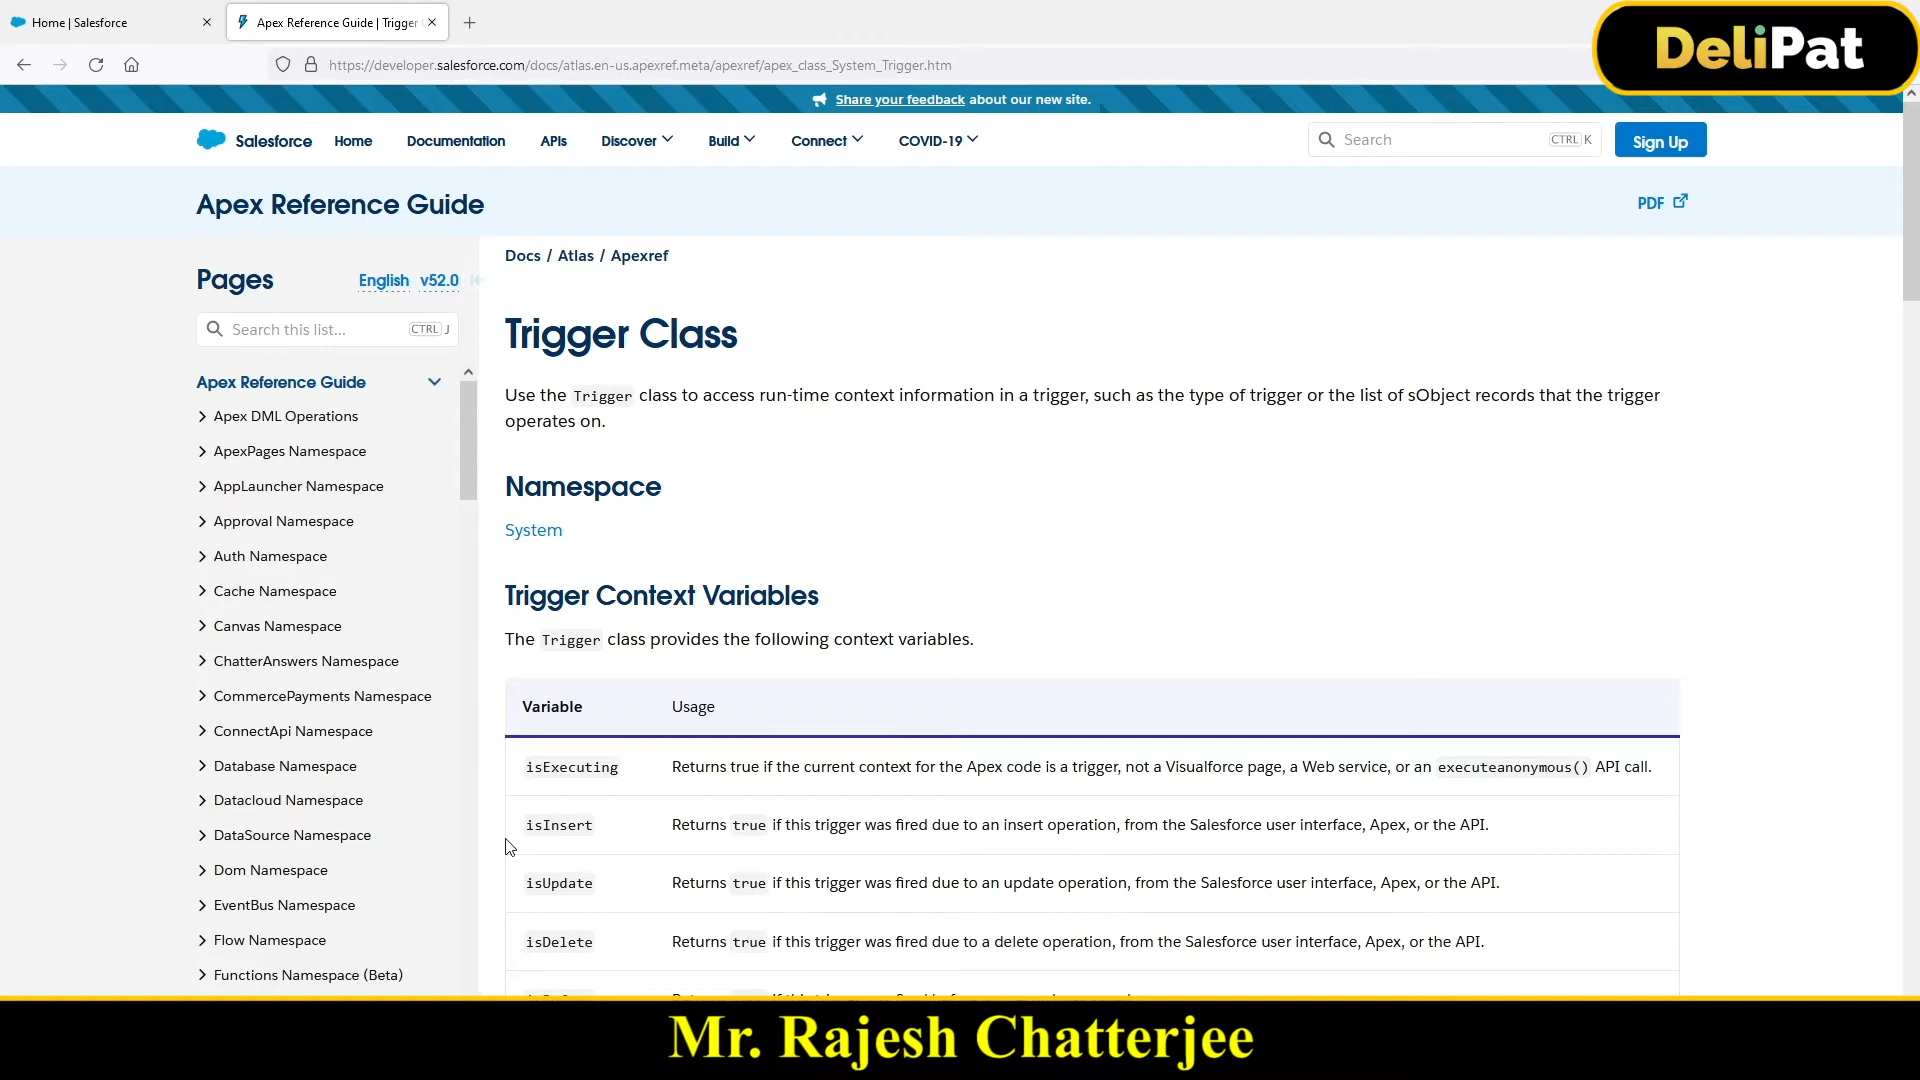 Home | Salesforce
Apex Reference Guide | Trigger
DeliPat
https://developer.salesforce.com/docs/atlas.en-us.apexref.meta/apexref/apex_class_System_Trigger.htm
Share your feedback about our new site.
Salesforce Home Documentation APIs Discover Build Connect COVID-19
Search CTRL K
Sign Up
Apex Reference Guide
PDF
Pages
English v52.0
Search this list... CTRL J
Apex Reference Guide
Apex DML Operations
ApexPages Namespace
AppLauncher Namespace
Approval Namespace
Auth Namespace
Cache Namespace
Canvas Namespace
ChatterAnswers Namespace
CommercePayments Namespace
ConnectApi Namespace
Database Namespace
Datacloud Namespace
DataSource Namespace
Dom Namespace
EventBus Namespace
Flow Namespace
Functions Namespace (Beta)
Docs / Atlas / Apexref
Trigger Class
Use the Trigger class to access run-time context information in a trigger, such as the type of trigger or the list of sObject records that the trigger
operates on.
Namespace
System
Trigger Context Variables
The Trigger class provides the following context variables.
Variable Usage
isExecuting Returns true if the current context for the Apex code is a trigger, not a Visualforce page, a Web service, or an executeanonymous() API call.
isInsert Returns true if this trigger was fired due to an insert operation, from the Salesforce user interface, Apex, or the API.
isUpdate Returns true if this trigger was fired due to an update operation, from the Salesforce user interface, Apex, or the API.
isDelete Returns true if this trigger was fired due to a delete operation, from the Salesforce user interface, Apex, or the API.
Mr. Rajesh Chatterjee